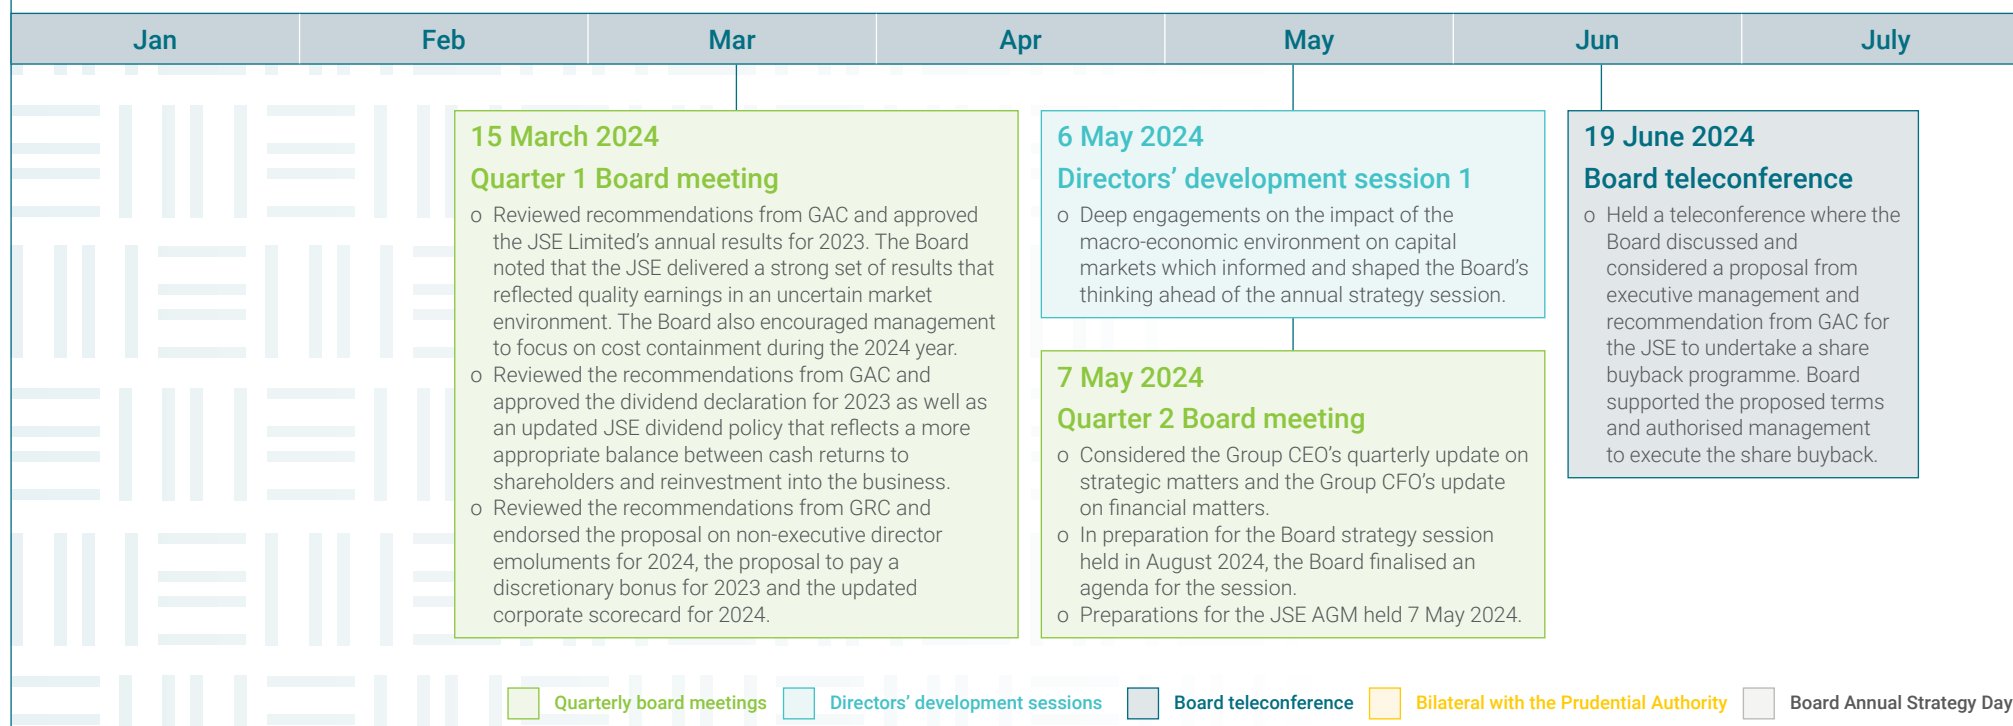 Jan Feb Mar Apr May Jun July
15 March 2024
Quarter 1 Board meeting
o Reviewed recommendations from GAC and approved
the JSE Limited’s annual results for 2023. The Board
noted that the JSE delivered a strong set of results that
reflected quality earnings in an uncertain market
environment. The Board also encouraged management
to focus on cost containment during the 2024 year.
o Reviewed the recommendations from GAC and
approved the dividend declaration for 2023 as well as
an updated JSE dividend policy that reflects a more
appropriate balance between cash returns to
shareholders and reinvestment into the business.
o Reviewed the recommendations from GRC and
endorsed the proposal on non-executive director
emoluments for 2024, the proposal to pay a
discretionary bonus for 2023 and the updated
corporate scorecard for 2024.
6 May 2024
Directors’ development session 1
o Deep engagements on the impact of the
macro-economic environment on capital
markets which informed and shaped the Board’s
thinking ahead of the annual strategy session.
7 May 2024
Quarter 2 Board meeting
o Considered the Group CEO’s quarterly update on
strategic matters and the Group CFO’s update
on financial matters.
o In preparation for the Board strategy session
held in August 2024, the Board finalised an
agenda for the session.
o Preparations for the JSE AGM held 7 May 2024.
19 June 2024
Board teleconference
o Held a teleconference where the
Board discussed and
considered a proposal from
executive management and
recommendation from GAC for
the JSE to undertake a share
buyback programme. Board
supported the proposed terms
and authorised management
to execute the share buyback.
Quarterly board meetings Directors’ development sessions Board teleconference Bilateral with the Prudential Authority Board Annual Strategy Day